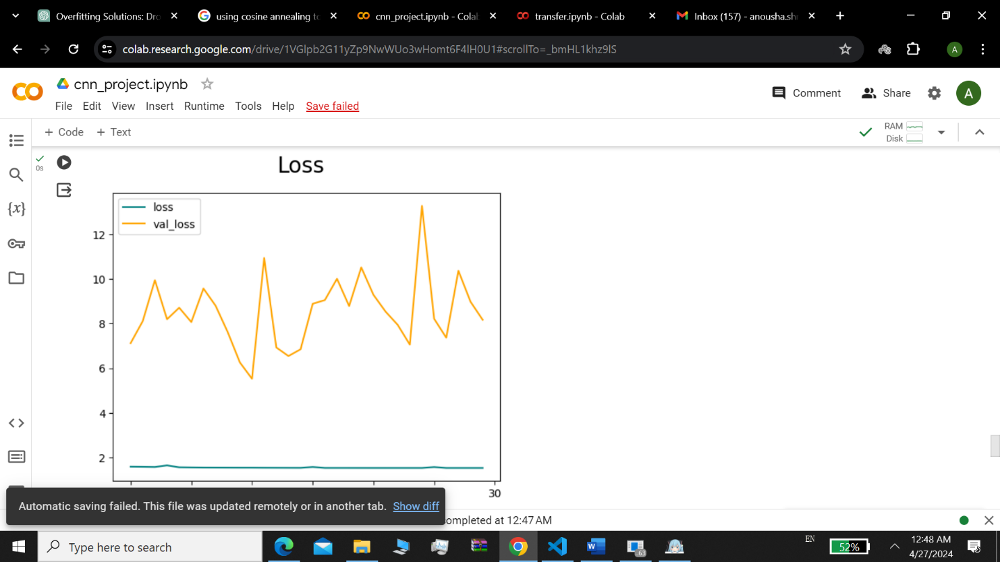 Overfitting Solutions: Dro
using cosine annealing to
cnn_project.ipynb - Colab
transfer.ipynb - Colab
Inbox (157) - anousha.shr
colab.research.google.com/drive/1VGlpb2G11yZp9NwWUo3wHomt6F4lH0U1#scrollTo=_bmHL1khz9lS
A
cnn_project.ipynb
File Edit View Insert Runtime Tools Help Save failed
Comment Share A
+ Code + Text
RAM
Disk
{x}
0s
Loss
loss
val_loss
12
10
8
6
4
2
30
Automatic saving failed. This file was updated remotely or in another tab. Show diff
ompleted at 12:47 AM
Type here to search
.63
EN
52%
12:48 AM
4/27/2024